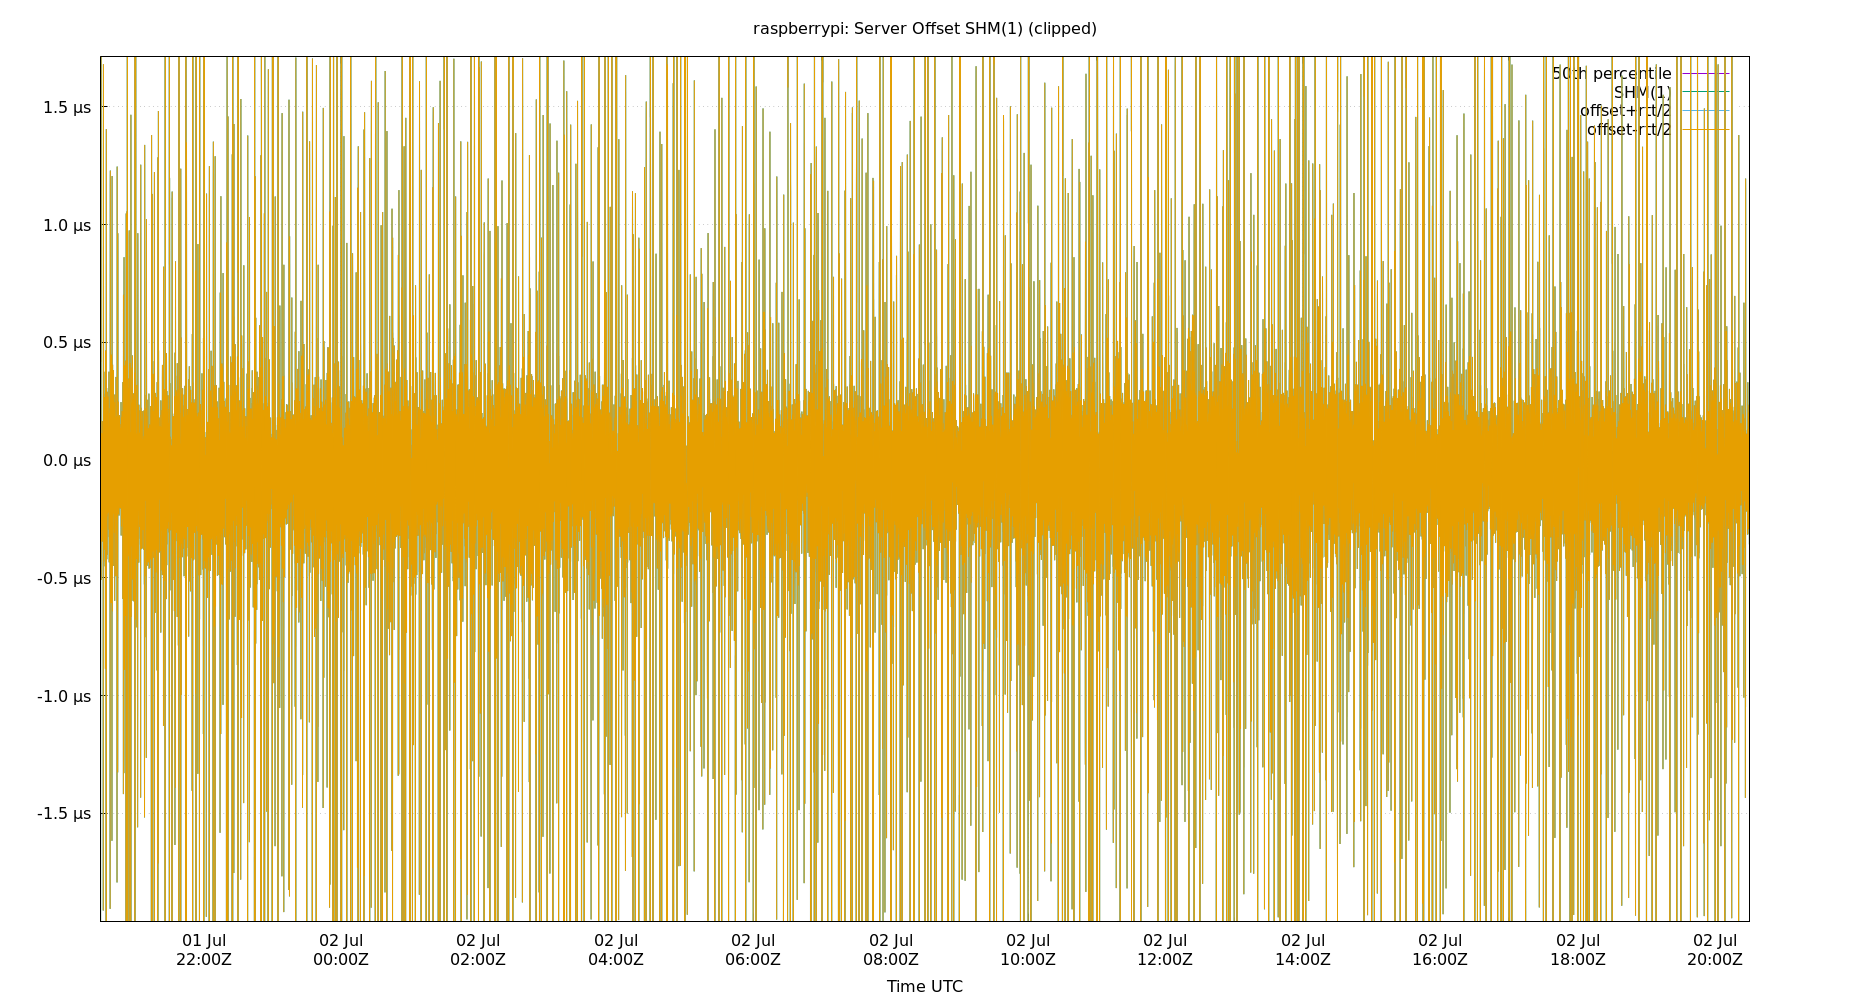 raspberrypi: Server Offset SHM(1) (clipped)
50th percentile
SHM(1)
offset+rtt/2
offset-rtt/2
1.5 µs
1.0 µs
0.5 µs
0.0 µs
-0.5 µs
-1.0 µs
-1.5 µs
01 Jul 02 Jul 02 Jul 02 Jul 02 Jul 02 Jul 02 Jul 02 Jul 02 Jul 02 Jul 02 Jul 02 Jul
22:00Z 00:00Z 02:00Z 04:00Z 06:00Z 08:00Z 10:00Z 12:00Z 14:00Z 16:00Z 18:00Z 20:00Z
Time UTC